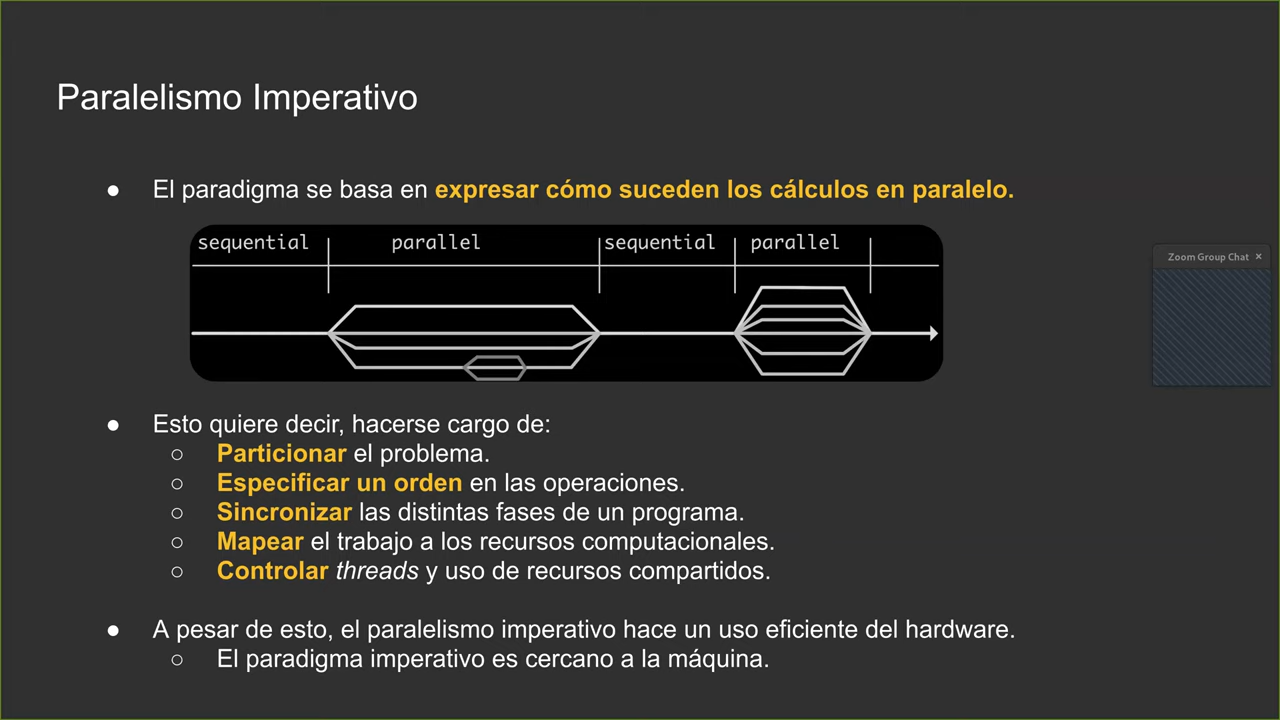 Paralelismo Imperativo
● El paradigma se basa en expresar cómo suceden los cálculos en paralelo.
sequential parallel sequential parallel
Zoom Group Chat ×
● Esto quiere decir, hacerse cargo de:
○ Particionar el problema.
○ Especificar un orden en las operaciones.
○ Sincronizar las distintas fases de un programa.
○ Mapear el trabajo a los recursos computacionales.
○ Controlar threads y uso de recursos compartidos.
● A pesar de esto, el paralelismo imperativo hace un uso eficiente del hardware.
○ El paradigma imperativo es cercano a la máquina.